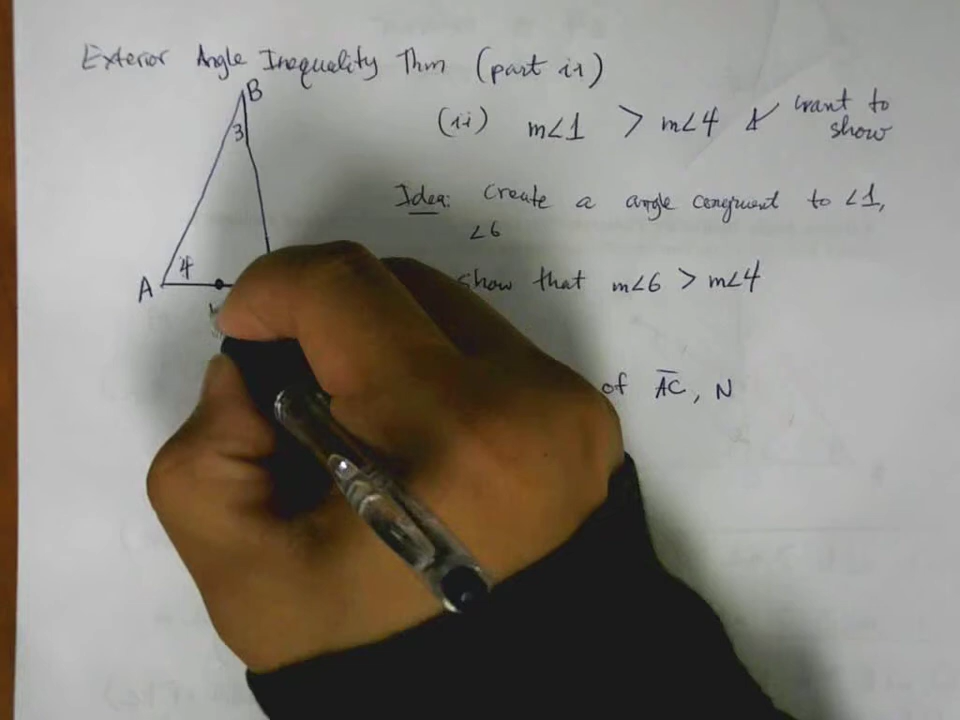 Exterior Angle Inequality Thm (part ii)
B
3
(ii) m∠1 > m∠4 want to
show
Idea: Create a angle congruent to ∠1,
∠6
A 4
show that m∠6 > m∠4
of AC, N